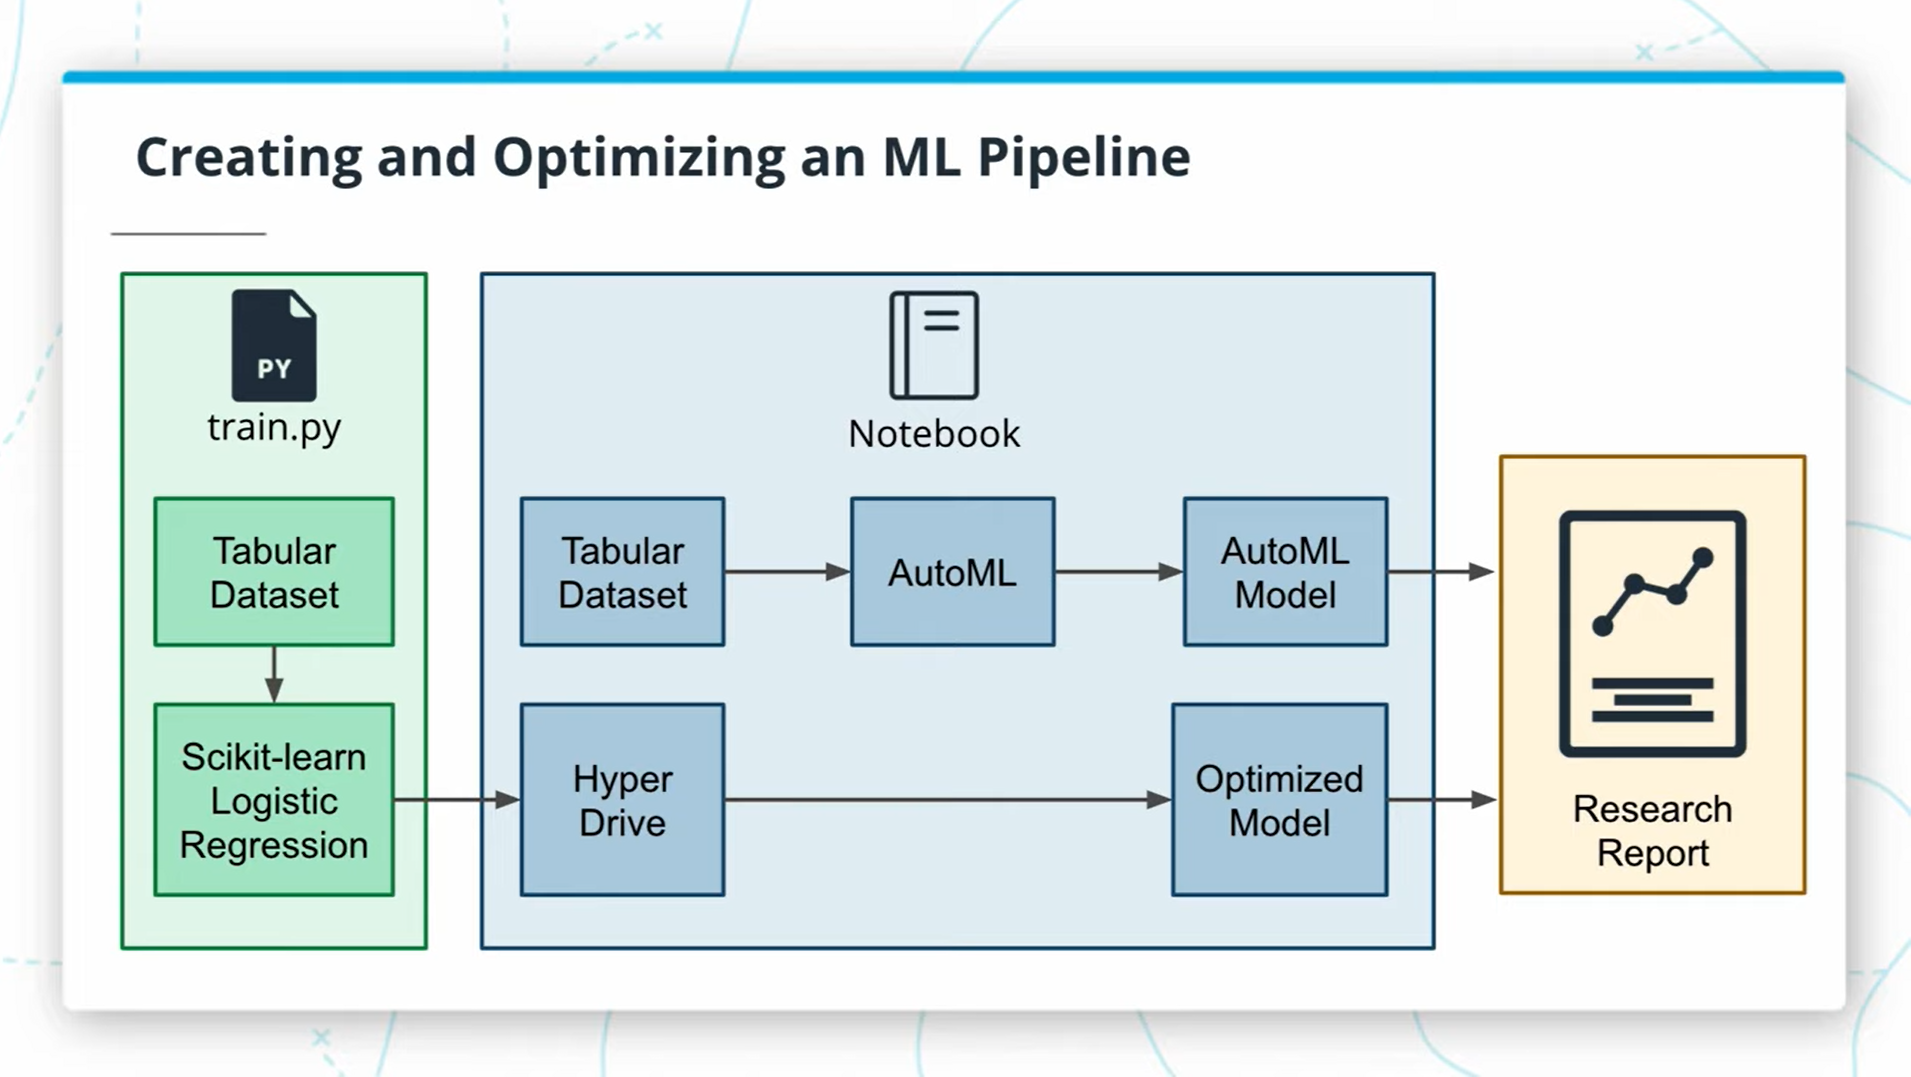 Creating and Optimizing an ML Pipeline
PY
train.py
Tabular
Dataset
Scikit-learn
Logistic
Regression
Notebook
Tabular
Dataset
AutoML
AutoML
Model
Hyper
Drive
Optimized
Model
Research
Report